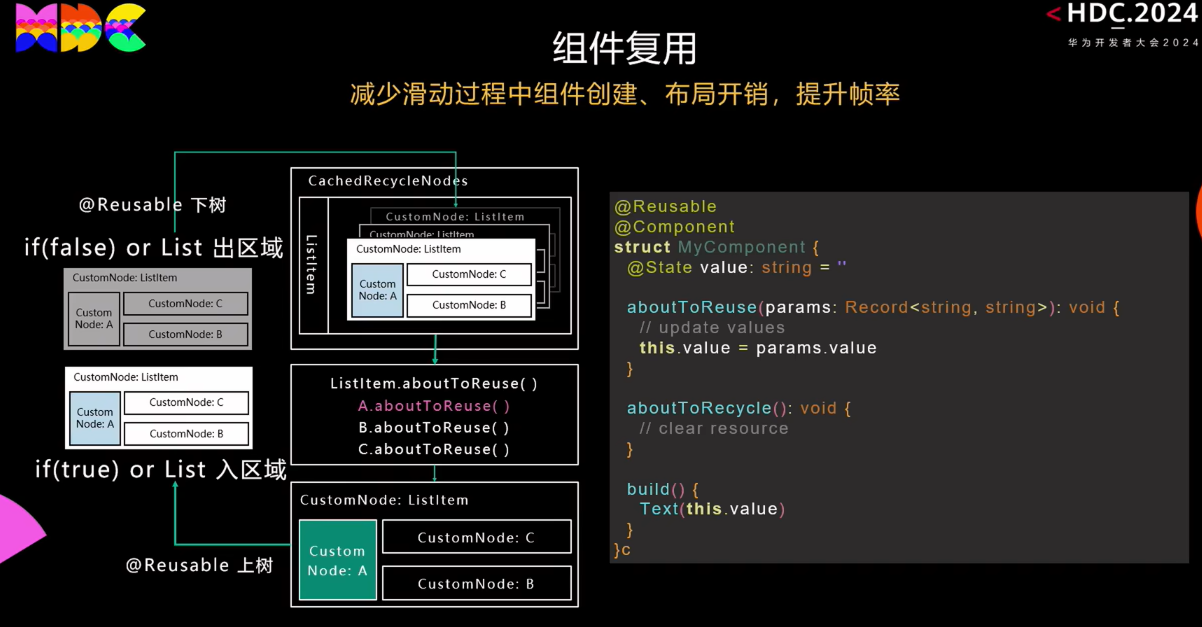 HDC
<HDC.2024
华为开发者大会2024
组件复用
减少滑动过程中组件创建、布局开销，提升帧率
@Reusable 下树
if(false) or List 出区域
CustomNode: ListItem
Custom
Node: A
CustomNode: C
CustomNode: B
CustomNode: ListItem
Custom
Node: A
CustomNode: C
CustomNode: B
if(true) or List 入区域
@Reusable 上树
CachedRecycleNodes
ListItem
CustomNode: ListItem
CustomNode: ListItem
CustomNode: ListItem
Custom
Node: A
CustomNode: C
CustomNode: B
ListItem.aboutToReuse( )
A.aboutToReuse( )
B.aboutToReuse( )
C.aboutToReuse( )
CustomNode: ListItem
Custom
Node: A
CustomNode: C
CustomNode: B
@Reusable
@Component
struct MyComponent {
@State value: string = ''
aboutToReuse(params: Record<string, string>): void {
// update values
this.value = params.value
}
aboutToRecycle(): void {
// clear resource
}
build() {
Text(this.value)
}
}c